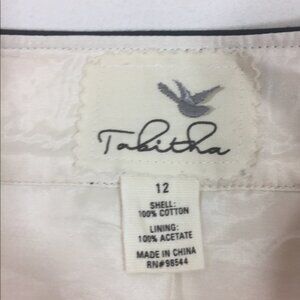 Tabitha
12
SHELL:
100% COTTON
LINING:
100% ACETATE
MADE IN CHINA
RN#98544